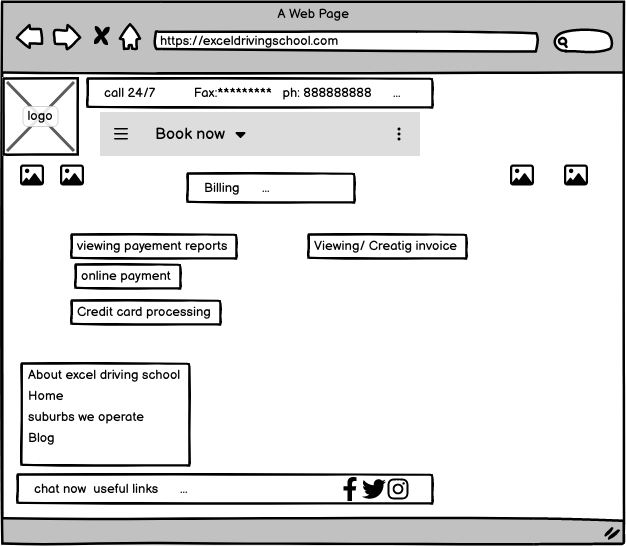 A Web Page
https://exceldrivingschool.com
logo
call 24/7 Fax:********* ph: 888888888 ...
Book now
Billing ...
viewing payement reports
Viewing/ Creatig invoice
online payment
Credit card processing
About excel driving school
Home
suburbs we operate
Blog
chat now useful links ...